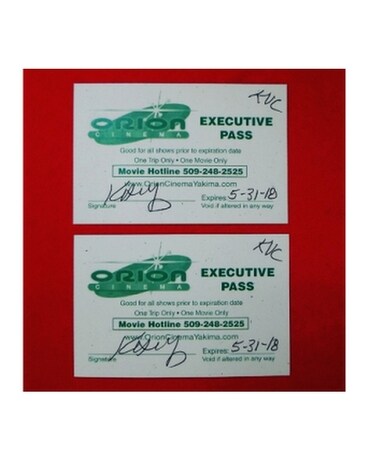 KVC
ORION
CINEMA
EXECUTIVE
PASS
Good for all shows prior to expiration date
One Trip Only • One Movie Only
Movie Hotline 509-248-2525
www.OrionCinemaYakima.com
Expires: 5-31-18
Signature
Void if altered in any way
KVC
ORION
CINEMA
EXECUTIVE
PASS
Good for all shows prior to expiration date
One Trip Only • One Movie Only
Movie Hotline 509-248-2525
www.OrionCinemaYakima.com
Expires: 5-31-18
Signature
Void if altered in any way